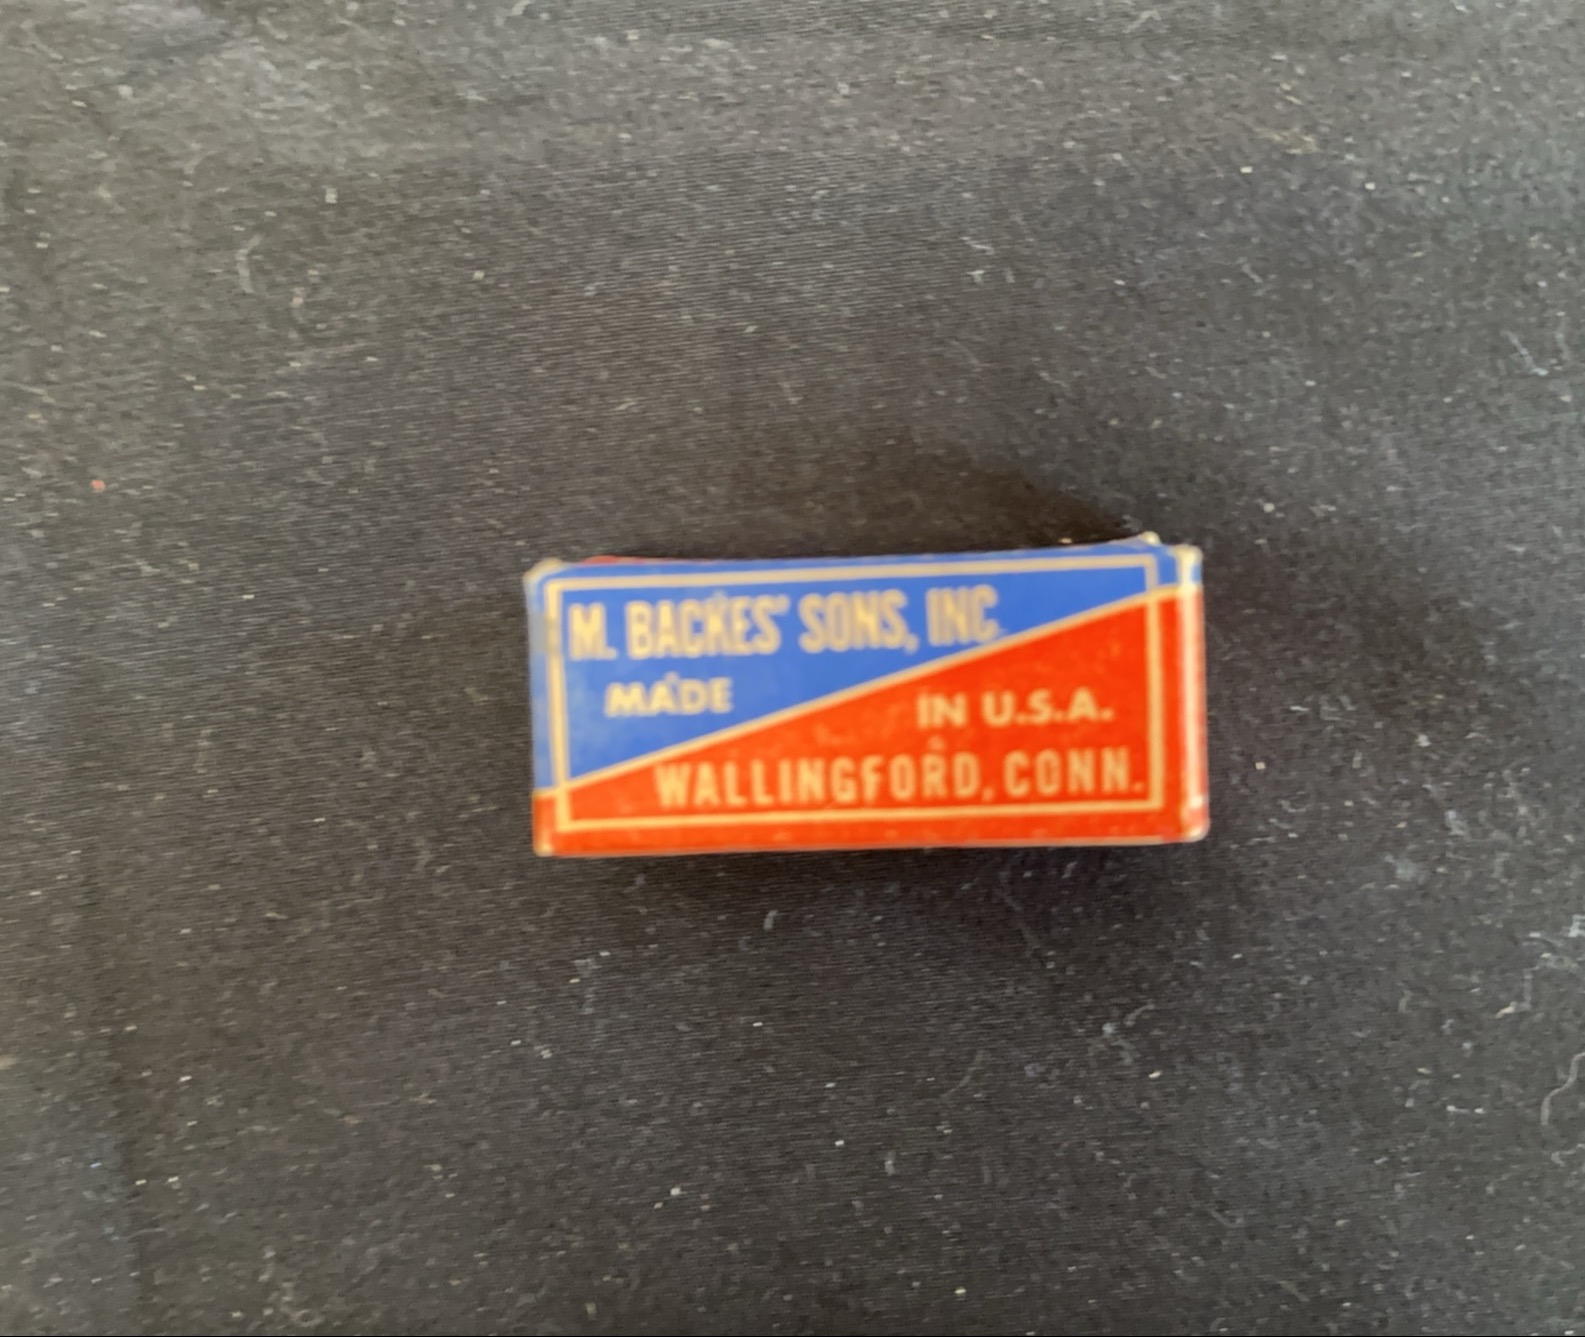 M. BACKES' SONS, INC.
MADE IN U.S.A.
WALLINGFORD, CONN.